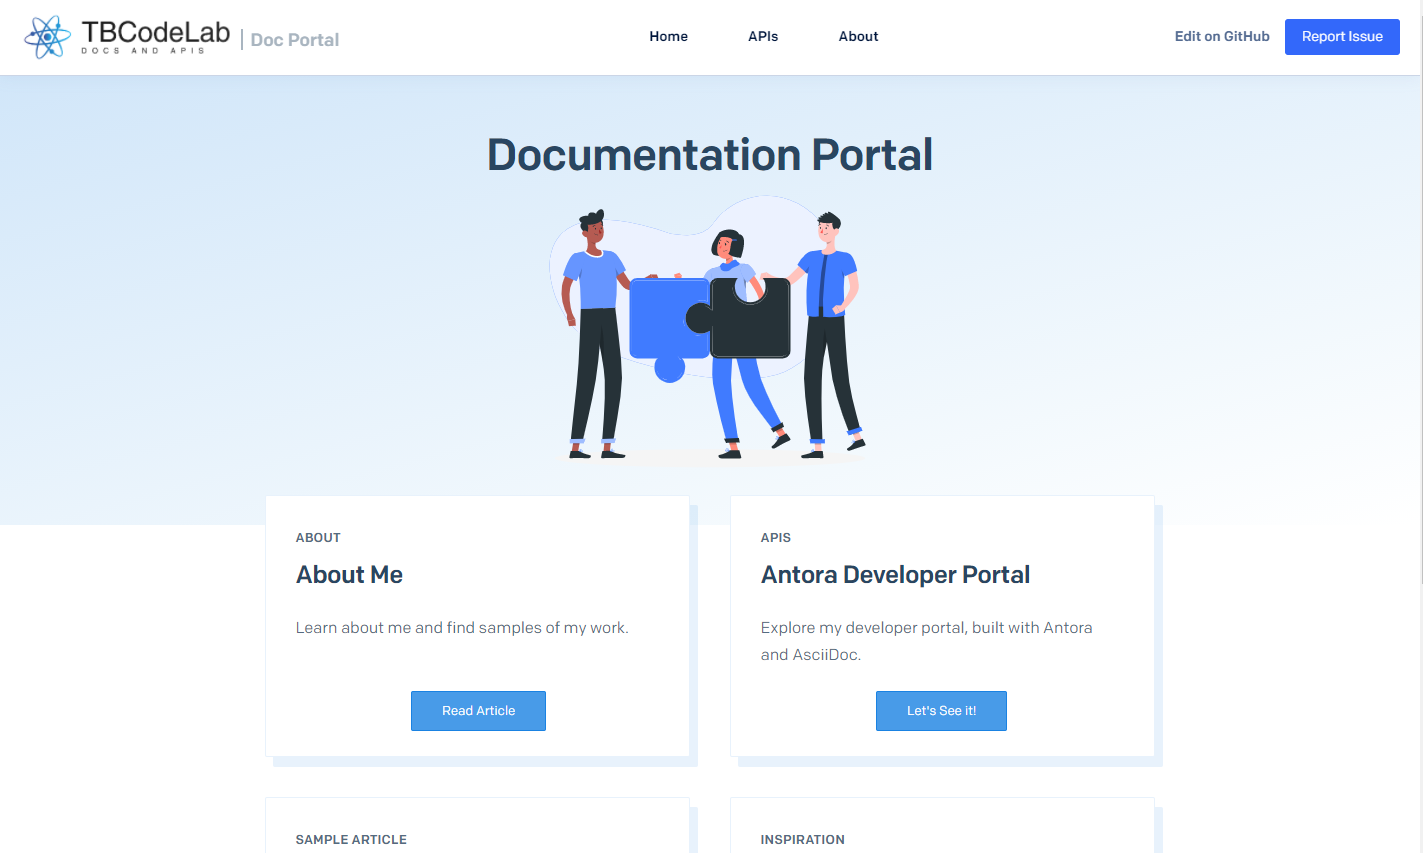 TBCodeLab
DOCS AND APIS
Doc Portal
Home
APIs
About
Edit on GitHub
Report Issue
Documentation Portal
ABOUT
About Me
Learn about me and find samples of my work.
Read Article
APIS
Antora Developer Portal
Explore my developer portal, built with Antora
and AsciiDoc.
Let's See it!
SAMPLE ARTICLE
INSPIRATION